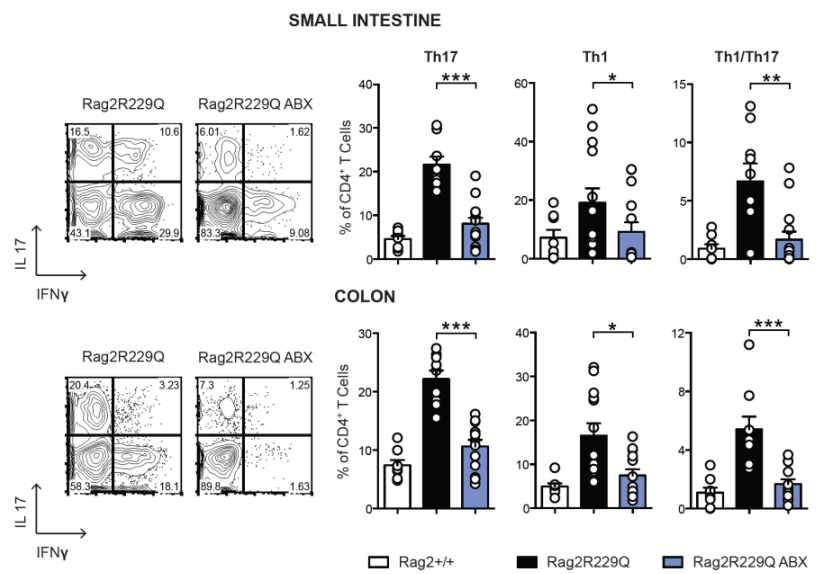 SMALL INTESTINE
Th17 Th1 Th1/Th17
Rag2R229Q Rag2R229Q ABX
16.5 10.6 6.01 1.62
43.1 29.9 83.3 9.08
IL 17
IFNγ
% of CD4⁺ T Cells
40
30
20
10
0
***
60
40
20
0
*
15
10
5
0
**
COLON
Rag2R229Q Rag2R229Q ABX
20.4 3.23 7.3 1.25
58.3 18.1 89.8 1.63
IL 17
IFNγ
% of CD4⁺ T Cells
30
20
10
0
***
40
30
20
10
0
*
12
8
4
0
***
Rag2+/+ Rag2R229Q Rag2R229Q ABX